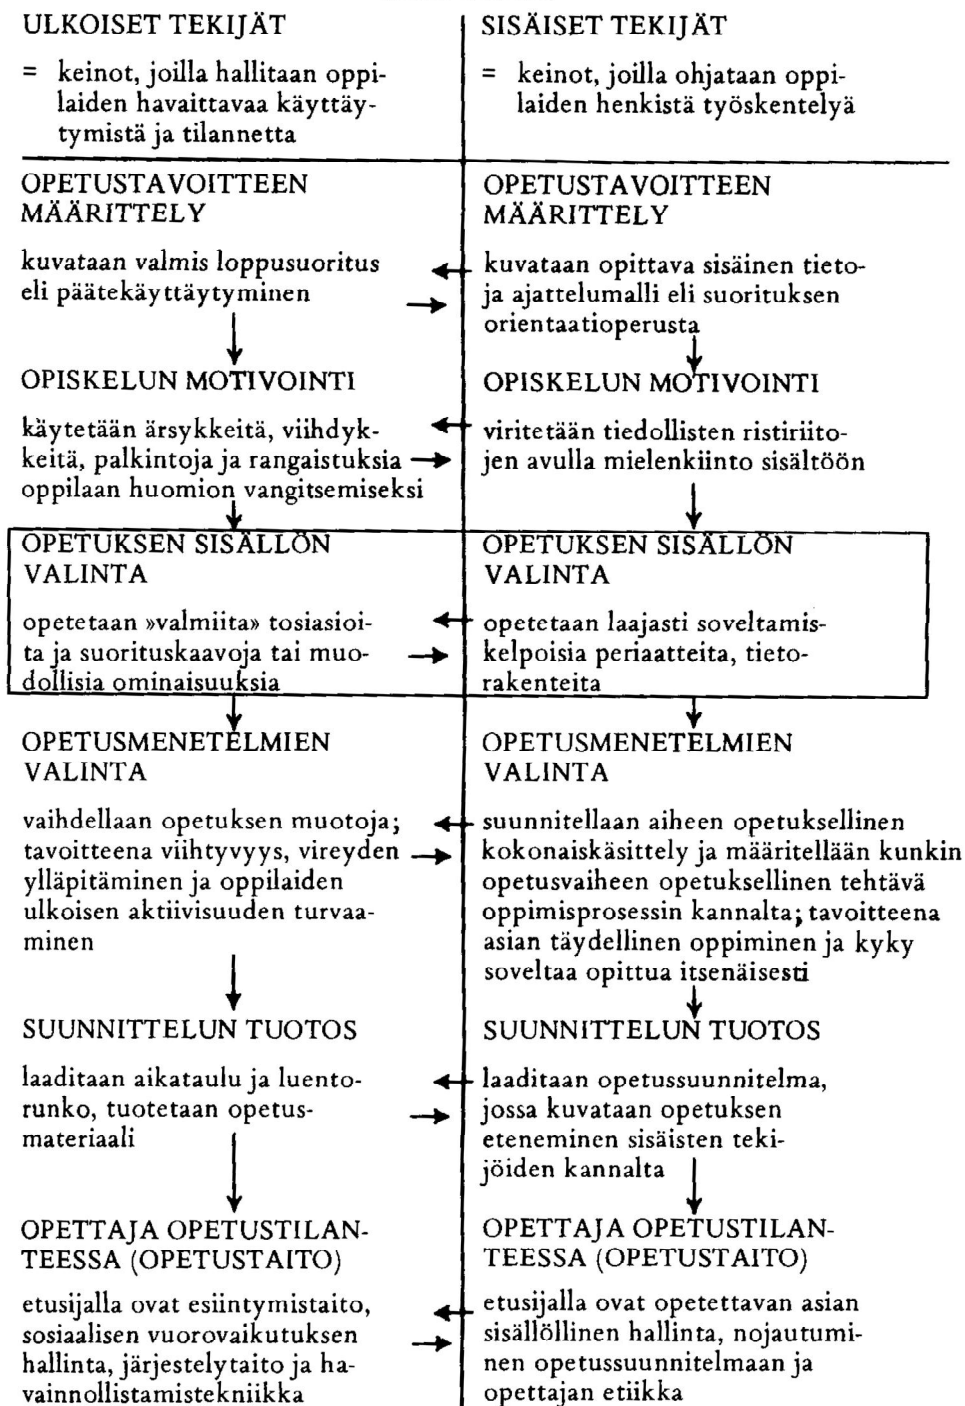 ULKOISET TEKIJÄT
= keinot, joilla hallitaan oppi-
laiden havaittavaa käyttäy-
tymistä ja tilannetta
SISÄISET TEKIJÄT
= keinot, joilla ohjataan oppi-
laiden henkistä työskentelyä
OPETUSTAVOITTEEN
MÄÄRITTELY
kuvataan valmis loppusuoritus
eli päätekäyttäytyminen
OPETUSTAVOITTEEN
MÄÄRITTELY
kuvataan opittava sisäinen tieto-
ja ajattelumalli eli suorituksen
orientaatioperusta
OPISKELUN MOTIVOINTI
käytetään ärsykkeitä, viihdyk-
keitä, palkintoja ja rangaistuksia
oppilaan huomion vangitsemiseksi
OPISKELUN MOTIVOINTI
viritetään tiedollisten ristiriito-
jen avulla mielenkiinto sisältöön
OPETUKSEN SISÄLLÖN
VALINTA
opetetaan »valmiita» tosiasioi-
ta ja suorituskaavoja tai muo-
dollisia ominaisuuksia
OPETUKSEN SISÄLLÖN
VALINTA
opetetaan laajasti soveltamis-
kelpoisia periaatteita, tieto-
rakenteita
OPETUSMENETELMIEN
VALINTA
vaihdellaan opetuksen muotoja;
tavoitteena viihtyvyys, vireyden
ylläpitäminen ja oppilaiden
ulkoisen aktiivisuuden turvaa-
minen
OPETUSMENETELMIEN
VALINTA
suunnitellaan aiheen opetuksellinen
kokonaiskäsittely ja määritellään kunkin
opetusvaiheen opetuksellinen tehtävä
oppimisprosessin kannalta; tavoitteena
asian täydellinen oppiminen ja kyky
soveltaa opittua itsenäisesti
SUUNNITTELUN TUOTOS
laaditaan aikataulu ja luento-
runko, tuotetaan opetus-
materiaali
SUUNNITTELUN TUOTOS
laaditaan opetussuunnitelma,
jossa kuvataan opetuksen
eteneminen sisäisten teki-
jöiden kannalta
OPETTAJA OPETUSTILAN-
TEESSA (OPETUSTAITO)
etusijalla ovat esiintymistaito,
sosiaalisen vuorovaikutuksen
hallinta, järjestelytaito ja ha-
vainnollistamistekniikka
OPETTAJA OPETUSTILAN-
TEESSA (OPETUSTAITO)
etusijalla ovat opetettavan asian
sisällöllinen hallinta, nojautumi-
nen opetussuunnitelmaan ja
opettajan etiikka